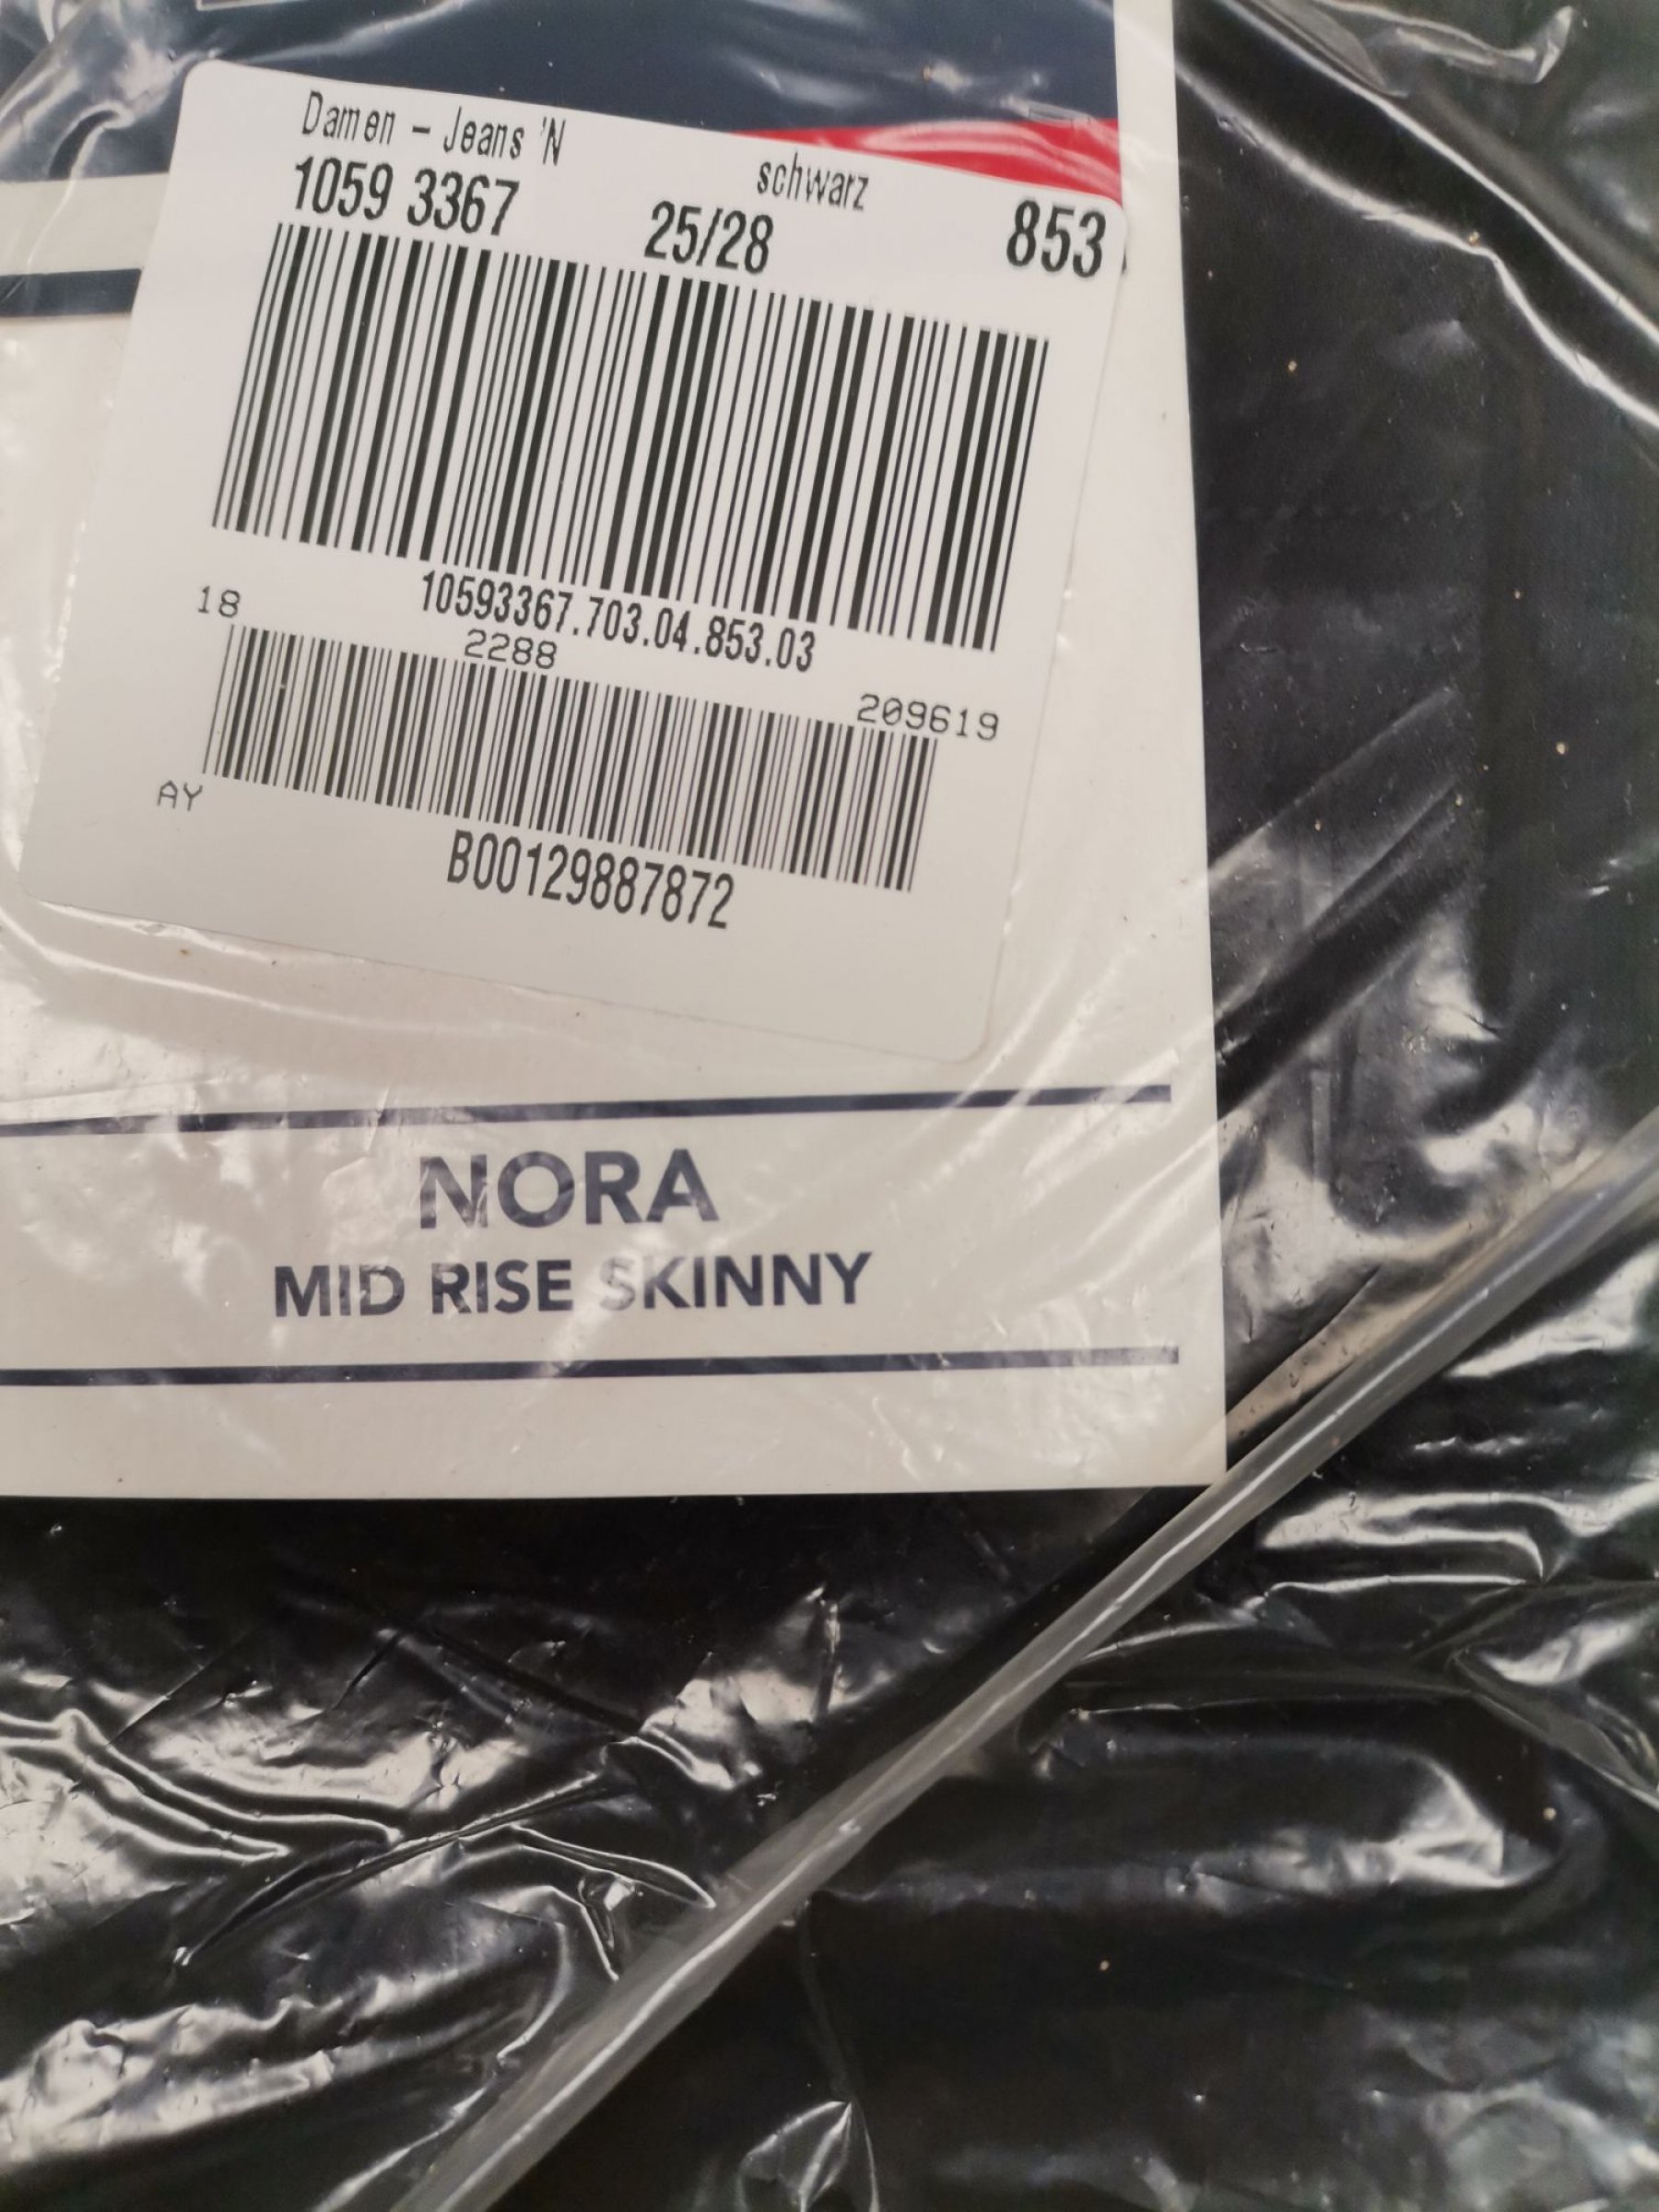 Damen - Jeans 'N
schwarz
1059 3367 25/28 853
10593367.703.04.853.03
18 2288 209619
AY
B00129887872
NORA
MID RISE SKINNY